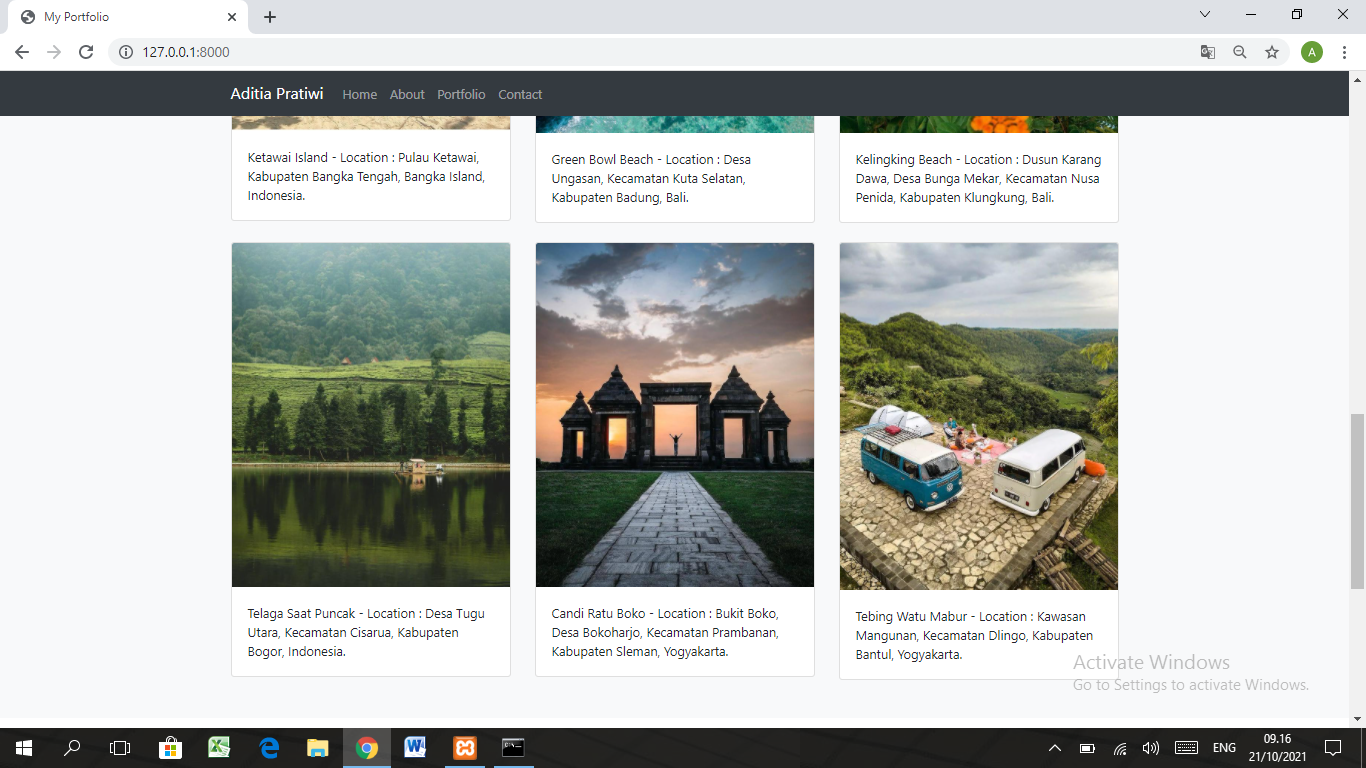 My Portfolio
127.0.0.1:8000
A
Aditia Pratiwi
Home About Portfolio Contact
Ketawai Island - Location : Pulau Ketawai,
Kabupaten Bangka Tengah, Bangka Island,
Indonesia.
Green Bowl Beach - Location : Desa
Ungasan, Kecamatan Kuta Selatan,
Kabupaten Badung, Bali.
Kelingking Beach - Location : Dusun Karang
Dawa, Desa Bunga Mekar, Kecamatan Nusa
Penida, Kabupaten Klungkung, Bali.
Telaga Saat Puncak - Location : Desa Tugu
Utara, Kecamatan Cisarua, Kabupaten
Bogor, Indonesia.
Candi Ratu Boko - Location : Bukit Boko,
Desa Bokoharjo, Kecamatan Prambanan,
Kabupaten Sleman, Yogyakarta.
Tebing Watu Mabur - Location : Kawasan
Mangunan, Kecamatan Dlingo, Kabupaten
Bantul, Yogyakarta.
Activate Windows
Go to Settings to activate Windows.
ENG
09.16
21/10/2021